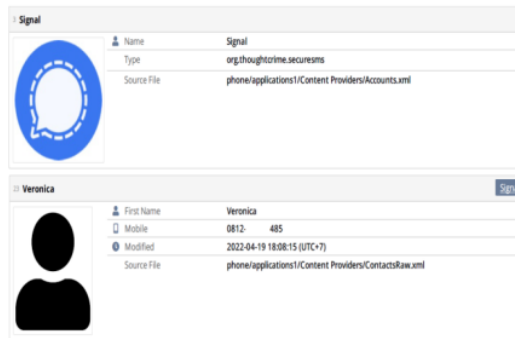 Signal
Name Signal
Type org.thoughtcrime.securesms
Source File phone/applications1/Content Providers/Accounts.xml
Veronica
First Name Veronica
Mobile 0812- 485
Modified 2022-04-19 18:08:15 (UTC+7)
Source File phone/applications1/Content Providers/ContactsRaw.xml